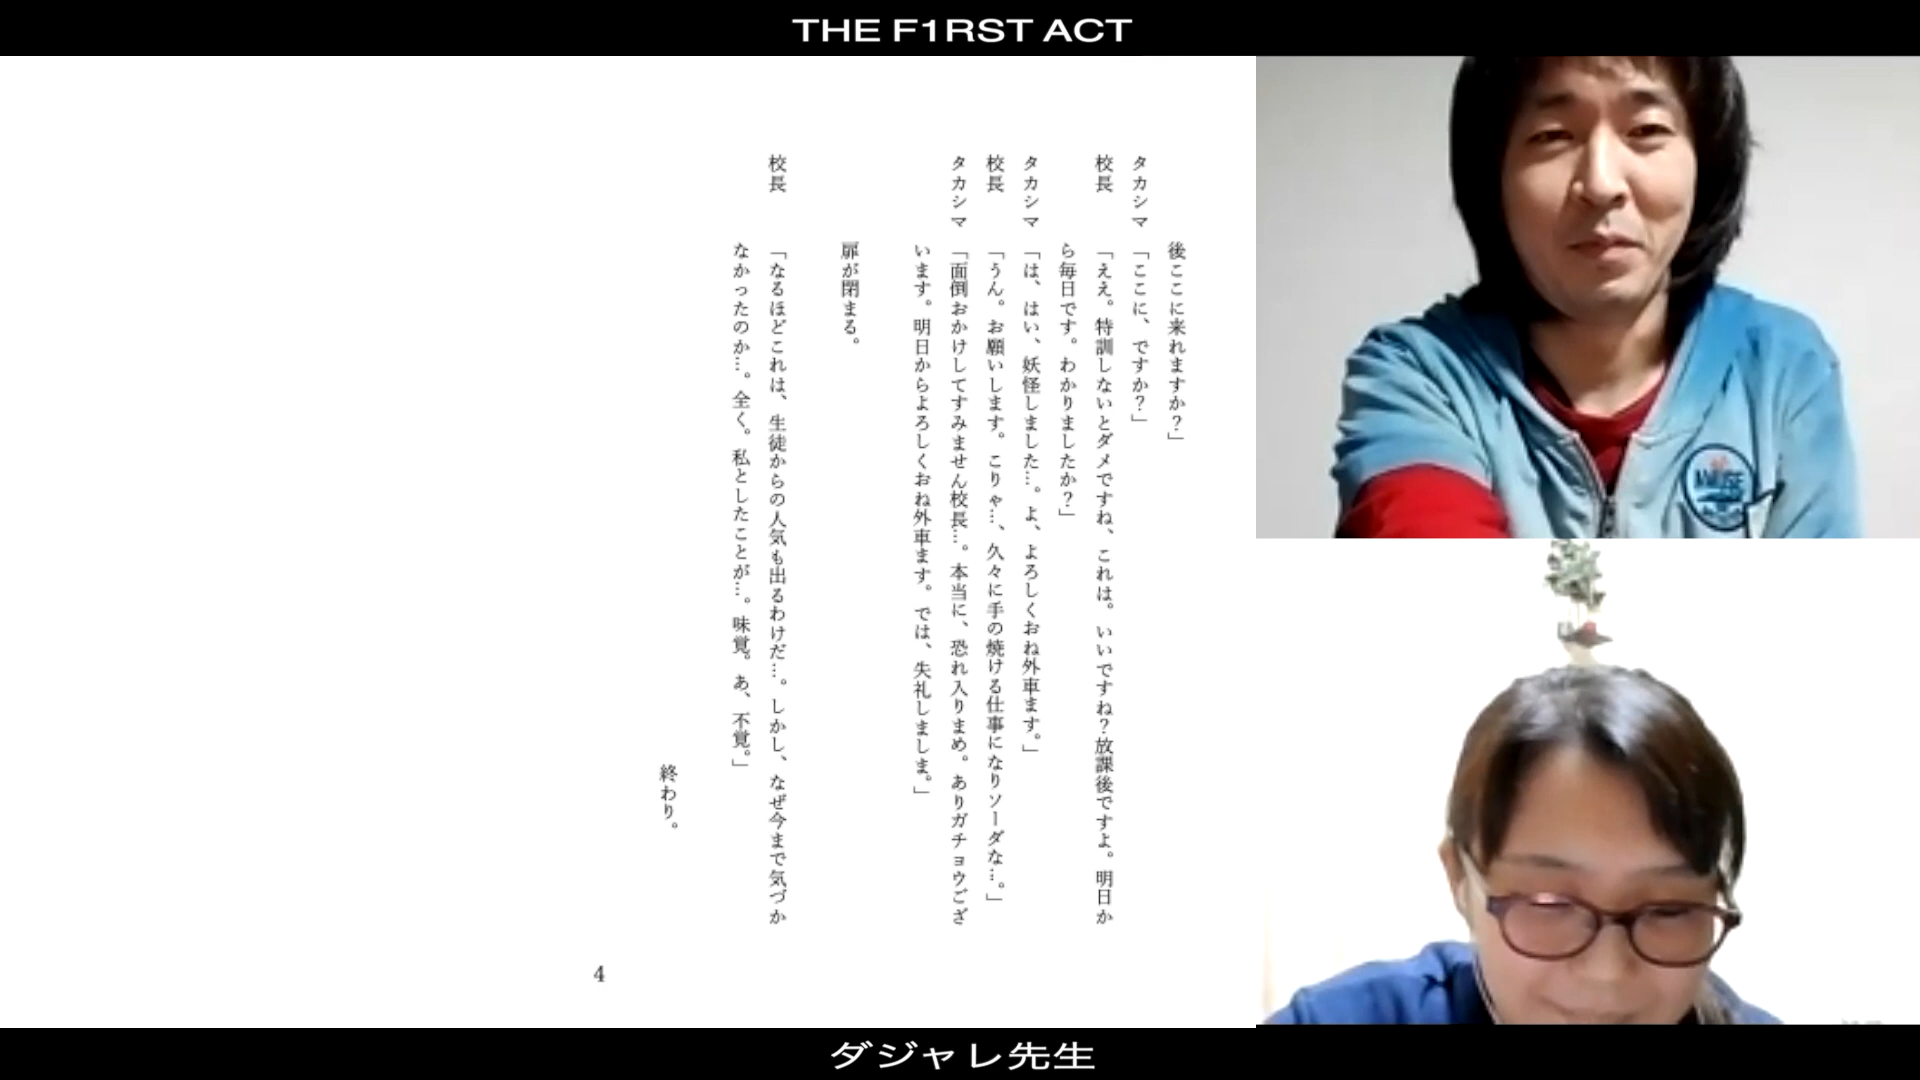 THE F1RST ACT
後ここに来れますか?」
タカシマ「ここに、ですか?」
校長「ええ。特訓しないとダメですね、これは。いいですね?放課後ですよ。明日か
ら毎日です。わかりましたか?」
タカシマ「は、はい、妖怪しました…。よ、よろしくおね外車ます。」
校長「うん。お願いします。こりゃ…、久々に手の焼ける仕事になりソーダな…。」
タカシマ「面倒おかけしてすみません校長…。本当に、恐れ入りまめ。ありガチョウござ
います。明日からよろしくおね外車ます。では、失礼しましま。」
扉が閉まる。
校長「なるほどこれは、生徒からの人気も出るわけだ…。しかし、なぜ今まで気づか
なかったのか…。全く。私としたことが…。味覚。あ、不覚。」
終わり。
4
ダジャレ先生